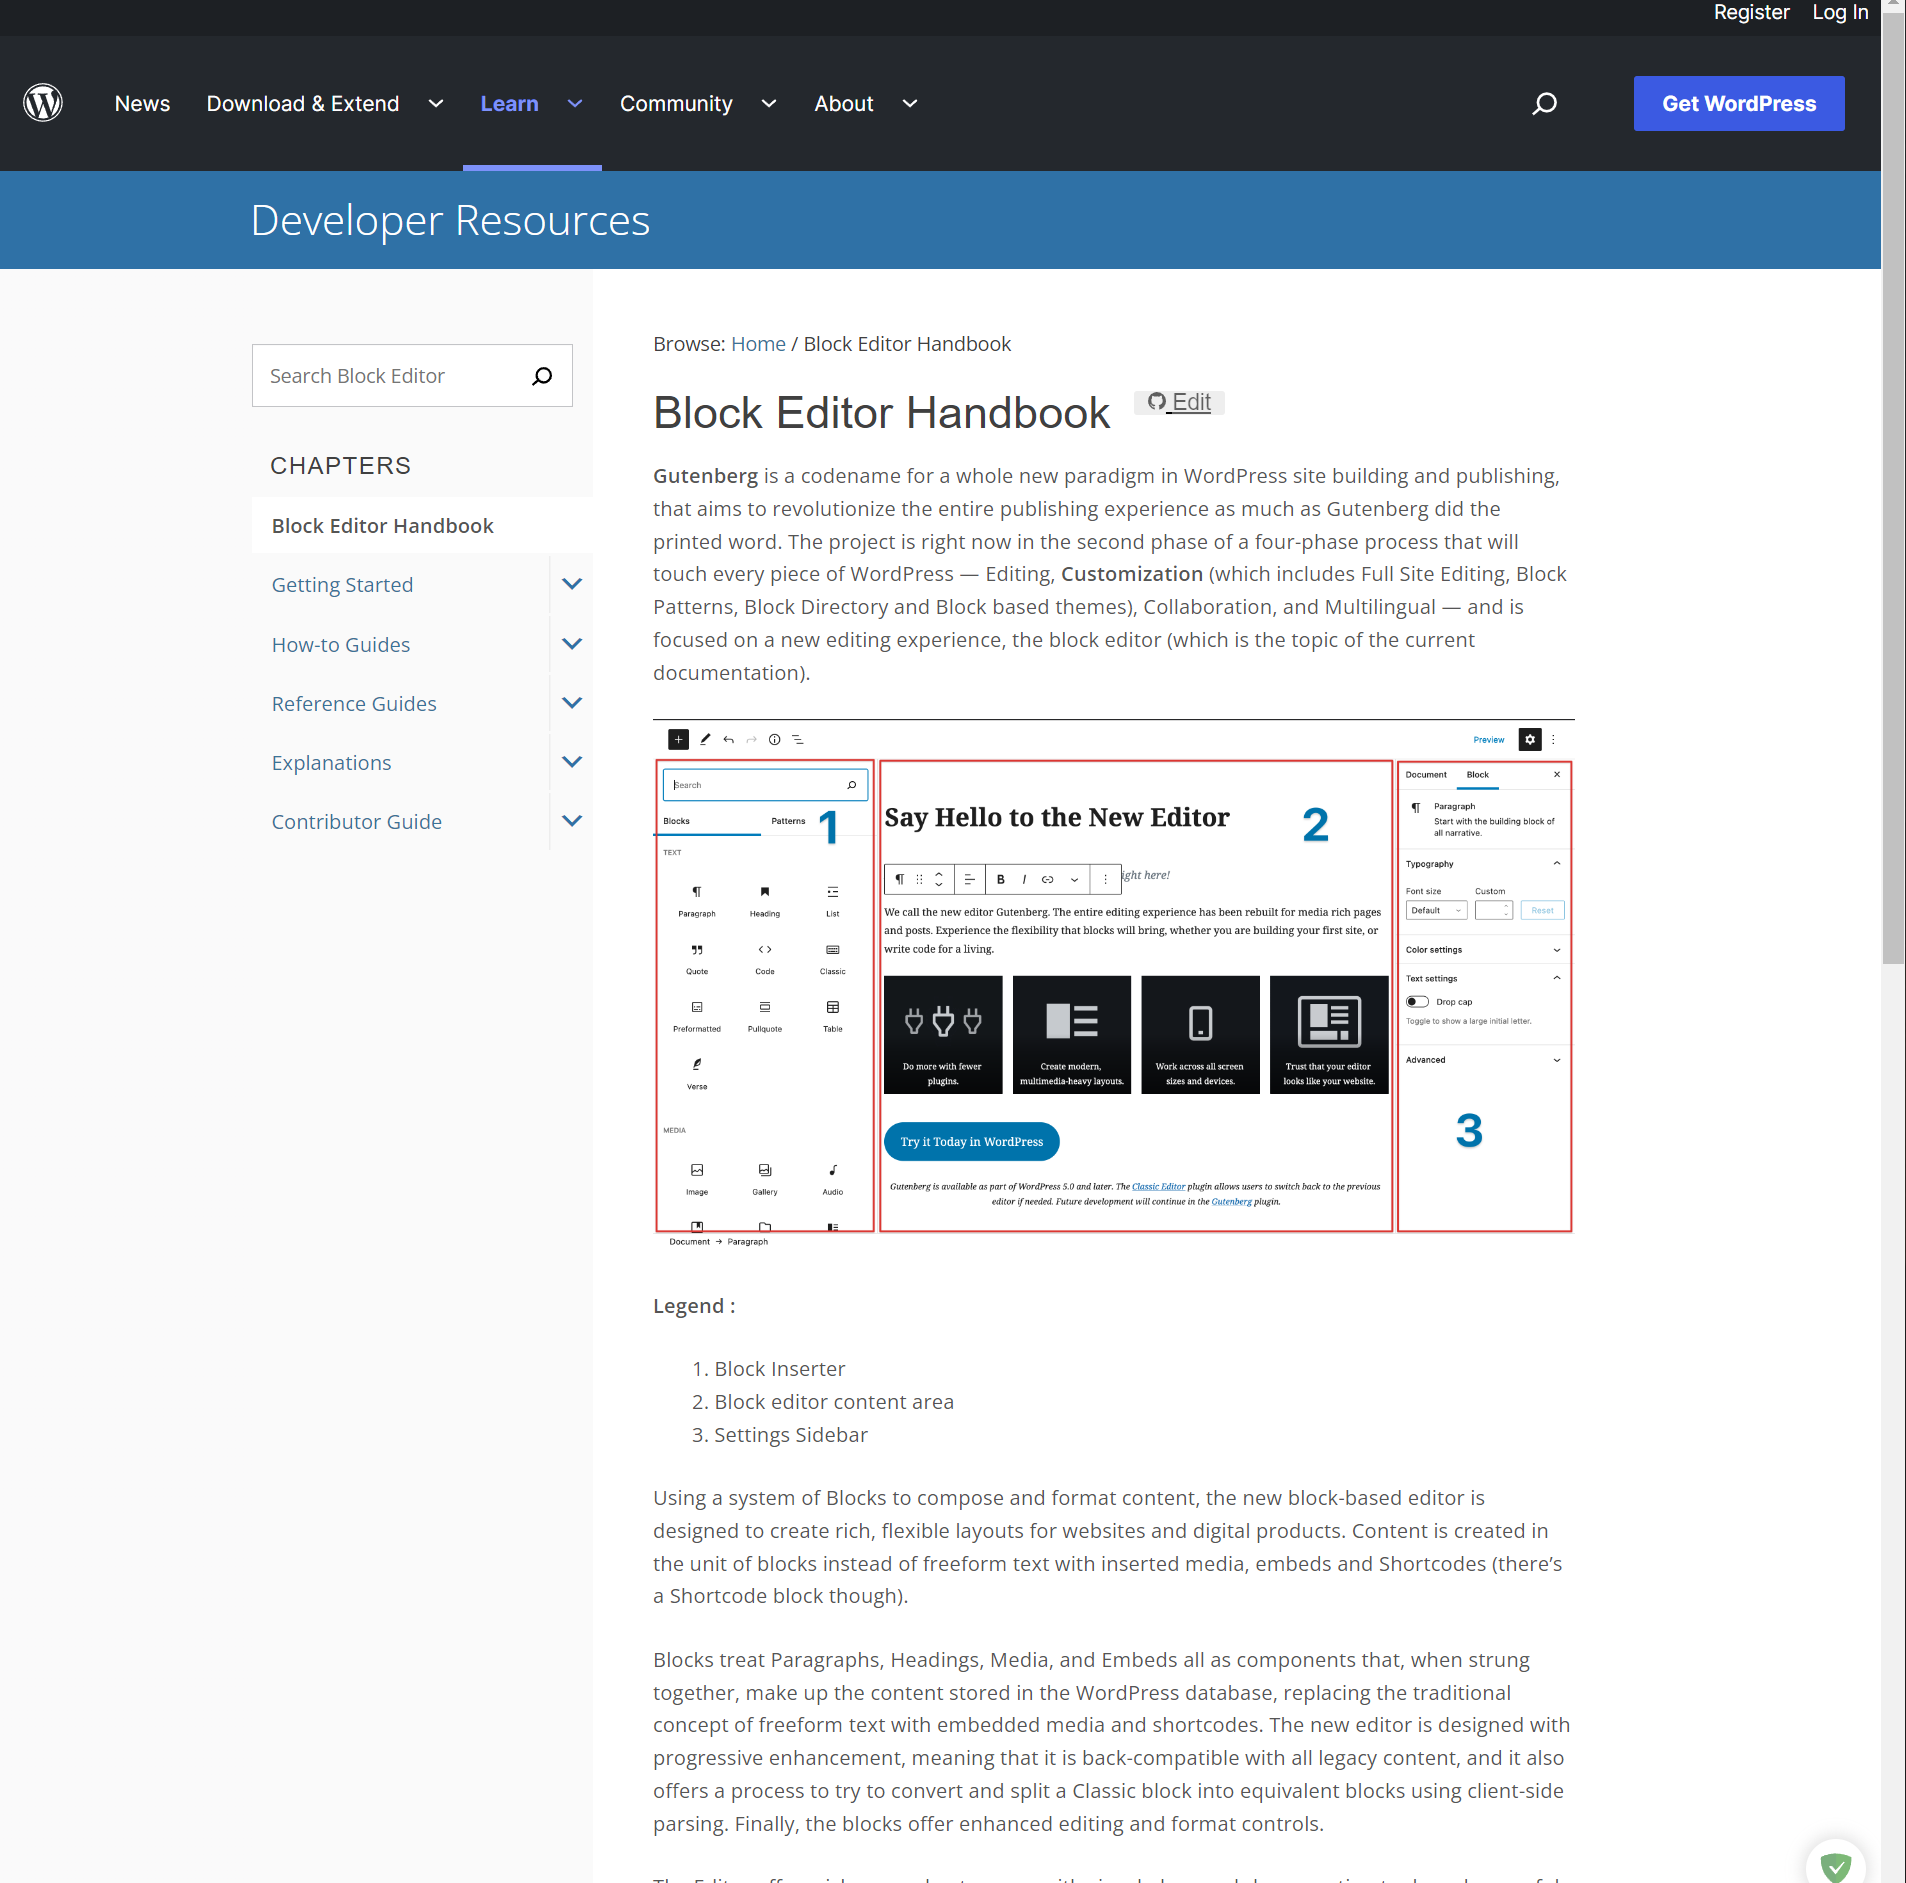 Register Log In
News Download & Extend Learn Community About Get WordPress
Developer Resources
Search Block Editor
CHAPTERS
Block Editor Handbook
Getting Started
How-to Guides
Reference Guides
Explanations
Contributor Guide
Browse: Home / Block Editor Handbook
Block Editor Handbook Edit
Gutenberg is a codename for a whole new paradigm in WordPress site building and publishing,
that aims to revolutionize the entire publishing experience as much as Gutenberg did the
printed word. The project is right now in the second phase of a four-phase process that will
touch every piece of WordPress — Editing, Customization (which includes Full Site Editing, Block
Patterns, Block Directory and Block based themes), Collaboration, and Multilingual — and is
focused on a new editing experience, the block editor (which is the topic of the current
documentation).
Preview
Search
Blocks Patterns 1
TEXT
Paragraph Heading List
Quote Code Classic
Preformatted Pullquote Table
Verse
MEDIA
Image Gallery Audio
Document → Paragraph
Say Hello to the New Editor 2
B I ight here!
We call the new editor Gutenberg. The entire editing experience has been rebuilt for media rich pages
and posts. Experience the flexibility that blocks will bring, whether you are building your first site, or
write code for a living.
Do more with fewer
plugins.
Create modern,
multimedia-heavy layouts.
Work across all screen
sizes and devices.
Trust that your editor
looks like your website.
Try it Today in WordPress
Gutenberg is available as part of WordPress 5.0 and later. The Classic Editor plugin allows users to switch back to the previous
editor if needed. Future development will continue in the Gutenberg plugin.
Document Block
Paragraph
Start with the building block of
all narrative.
Typography
Font size Custom
Default Reset
Color settings
Text settings
Drop cap
Toggle to show a large initial letter.
Advanced
3
Legend :
1. Block Inserter
2. Block editor content area
3. Settings Sidebar
Using a system of Blocks to compose and format content, the new block-based editor is
designed to create rich, flexible layouts for websites and digital products. Content is created in
the unit of blocks instead of freeform text with inserted media, embeds and Shortcodes (there’s
a Shortcode block though).
Blocks treat Paragraphs, Headings, Media, and Embeds all as components that, when strung
together, make up the content stored in the WordPress database, replacing the traditional
concept of freeform text with embedded media and shortcodes. The new editor is designed with
progressive enhancement, meaning that it is back-compatible with all legacy content, and it also
offers a process to try to convert and split a Classic block into equivalent blocks using client-side
parsing. Finally, the blocks offer enhanced editing and format controls.